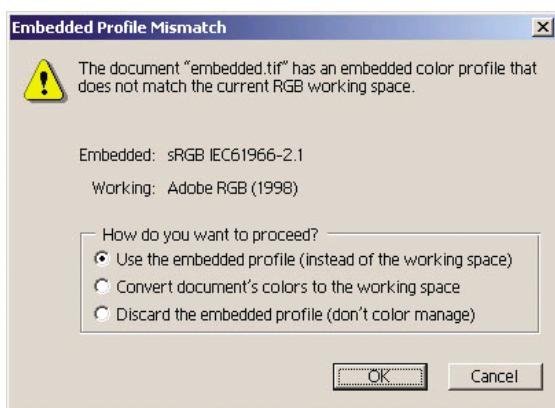 Embedded Profile Mismatch
The document “embedded.tif” has an embedded color profile that
does not match the current RGB working space.
Embedded: sRGB IEC61966-2.1
Working: Adobe RGB (1998)
How do you want to proceed?
Use the embedded profile (instead of the working space)
Convert document's colors to the working space
Discard the embedded profile (don't color manage)
OK Cancel